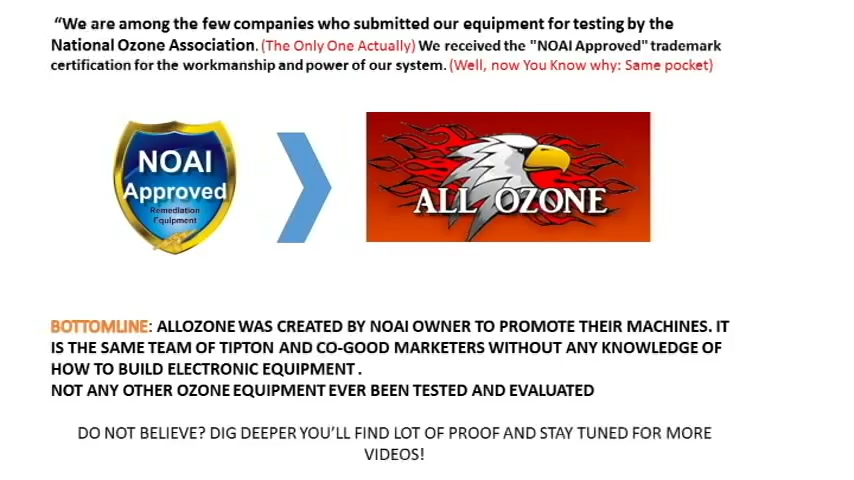 “We are among the few companies who submitted our equipment for testing by the
National Ozone Association. (The Only One Actually) We received the "NOAI Approved" trademark
certification for the workmanship and power of our system. (Well, now You Know why: Same pocket)
NOAI
Approved
Remediation
Equipment
ALL OZONE
BOTTOMLINE: ALLOZONE WAS CREATED BY NOAI OWNER TO PROMOTE THEIR MACHINES. IT
IS THE SAME TEAM OF TIPTON AND CO-GOOD MARKETERS WITHOUT ANY KNOWLEDGE OF
HOW TO BUILD ELECTRONIC EQUIPMENT .
NOT ANY OTHER OZONE EQUIPMENT EVER BEEN TESTED AND EVALUATED
DO NOT BELIEVE? DIG DEEPER YOU’LL FIND LOT OF PROOF AND STAY TUNED FOR MORE
VIDEOS!